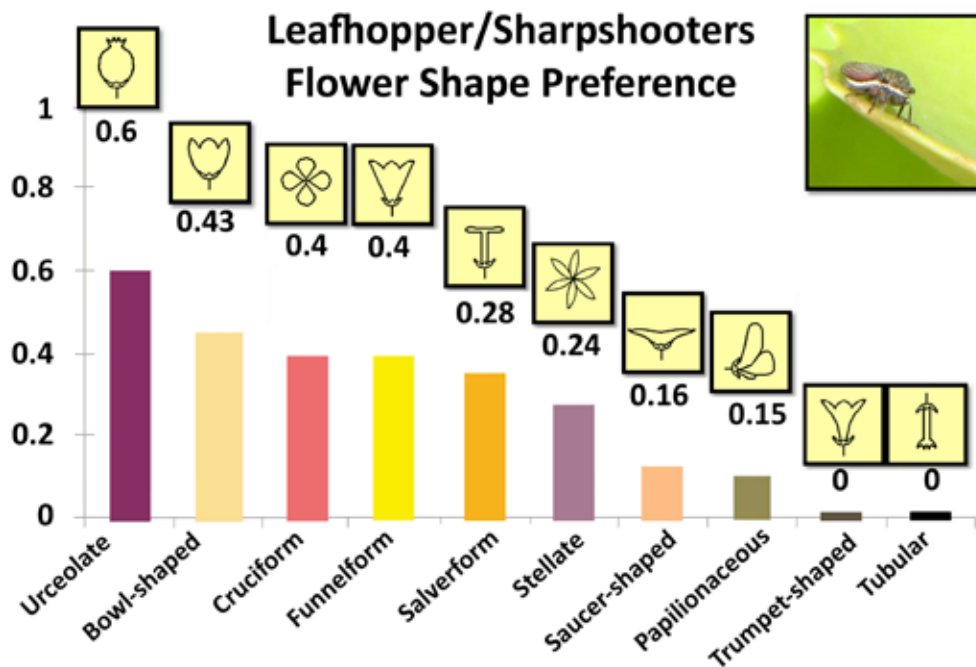 Leafhopper/Sharpshooters
Flower Shape Preference
1
0.8
0.6
0.4
0.2
0
0.6
0.43
0.4
0.4
0.28
0.24
0.16
0.15
0
0
Urceolate
Bowl-shaped
Cruciform
Funnelform
Salverform
Stellate
Saucer-shaped
Papilionaceous
Trumpet-shaped
Tubular